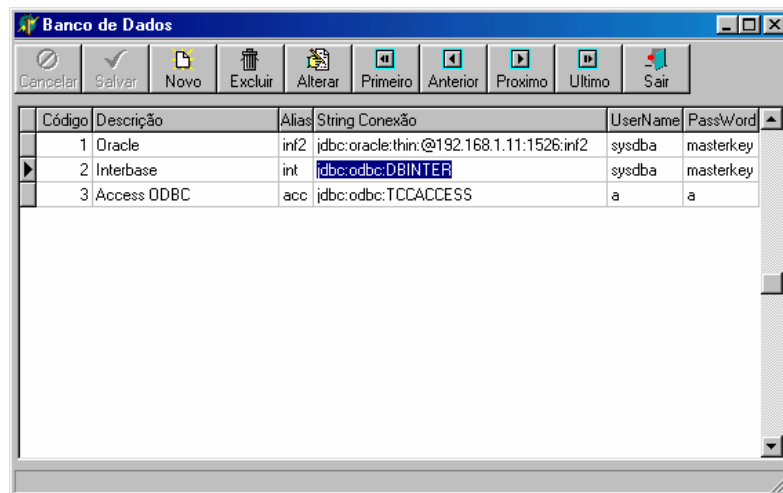 Banco de Dados
Cancelar Salvar Novo Excluir Alterar Primeiro Anterior Proximo Ultimo Sair
Código Descrição Alias String Conexão UserName PassWord
1 Oracle inf2 jdbc:oracle:thin:@192.168.1.11:1526:inf2 sysdba masterkey
2 Interbase int jdbc:odbc:DBINTER sysdba masterkey
3 Access ODBC acc jdbc:odbc:TCCACCESS a a